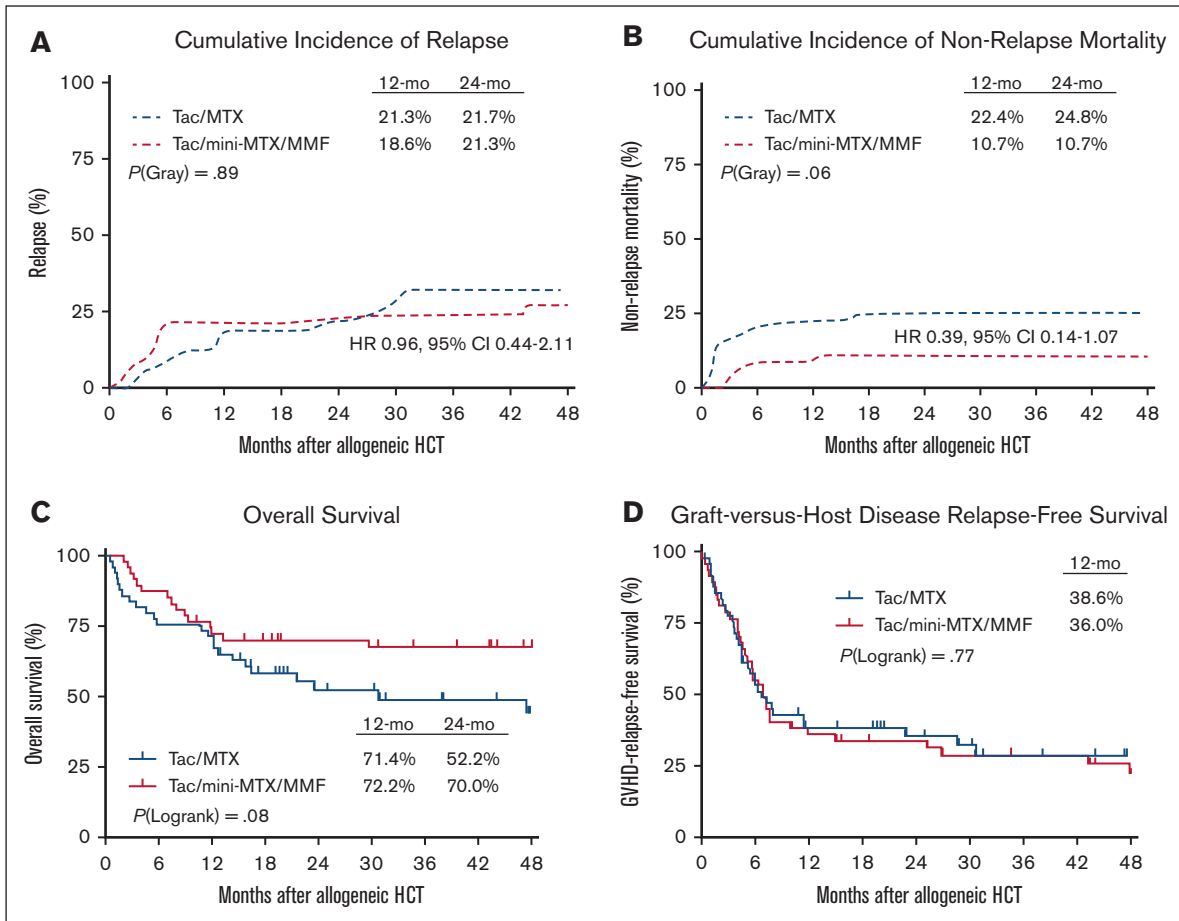 A Cumulative Incidence of Relapse
12-mo 24-mo
Tac/MTX 21.3% 21.7%
Tac/mini-MTX/MMF 18.6% 21.3%
P(Gray) = .89
HR 0.96, 95% CI 0.44-2.11
Relapse (%)
100
75
50
25
0
0 6 12 18 24 30 36 42 48
Months after allogeneic HCT
B Cumulative Incidence of Non-Relapse Mortality
12-mo 24-mo
Tac/MTX 22.4% 24.8%
Tac/mini-MTX/MMF 10.7% 10.7%
P(Gray) = .06
HR 0.39, 95% CI 0.14-1.07
Non-relapse mortality (%)
100
75
50
25
0
0 6 12 18 24 30 36 42 48
Months after allogeneic HCT
C Overall Survival
12-mo 24-mo
Tac/MTX 71.4% 52.2%
Tac/mini-MTX/MMF 72.2% 70.0%
P(Logrank) = .08
Overall survival (%)
100
75
50
25
0
0 6 12 18 24 30 36 42 48
Months after allogeneic HCT
D Graft-versus-Host Disease Relapse-Free Survival
12-mo
Tac/MTX 38.6%
Tac/mini-MTX/MMF 36.0%
P(Logrank) = .77
GVHD-relapse-free survival (%)
100
75
50
25
0
0 6 12 18 24 30 36 42 48
Months after allogeneic HCT